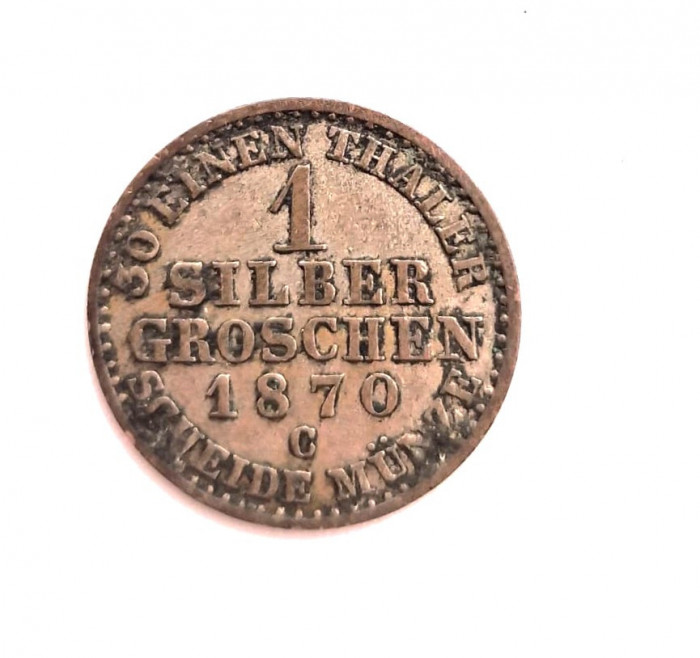 30 EINEN THALER
1
SILBER
GROSCHEN
1870
C
SCHEIDE MÜNZE